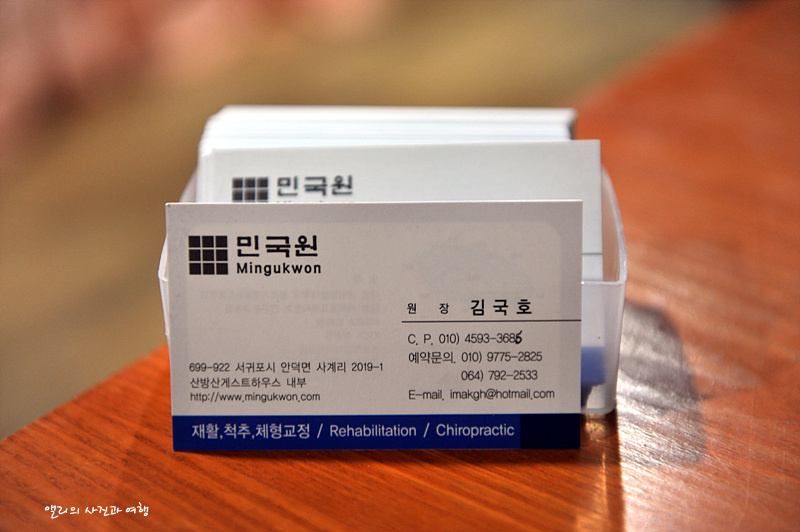 민국원
민국원
Mingukwon
원 장 김국호
C. P. 010) 4593-3686
예약문의. 010) 9775-2825
064) 792-2533
E-mail. imakgh@hotmail.com
699-922 서귀포시 안덕면 사계리 2019-1
산방산게스트하우스 내부
http://www.mingukwon.com
재활,척추,체형교정 / Rehabilitation / Chiropractic
앨리의 사진과 여행